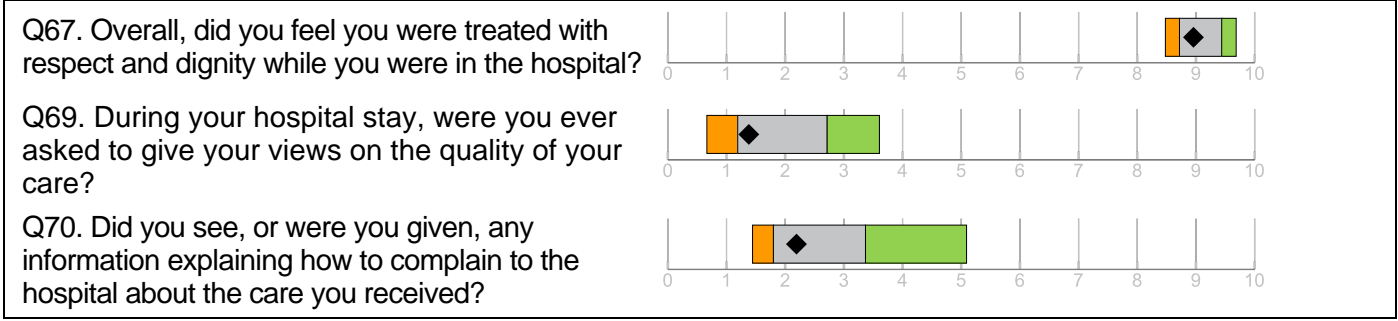 Q67. Overall, did you feel you were treated with
respect and dignity while you were in the hospital?
0 1 2 3 4 5 6 7 8 9 10
Q69. During your hospital stay, were you ever
asked to give your views on the quality of your
care?
0 1 2 3 4 5 6 7 8 9 10
Q70. Did you see, or were you given, any
information explaining how to complain to the
hospital about the care you received?
0 1 2 3 4 5 6 7 8 9 10